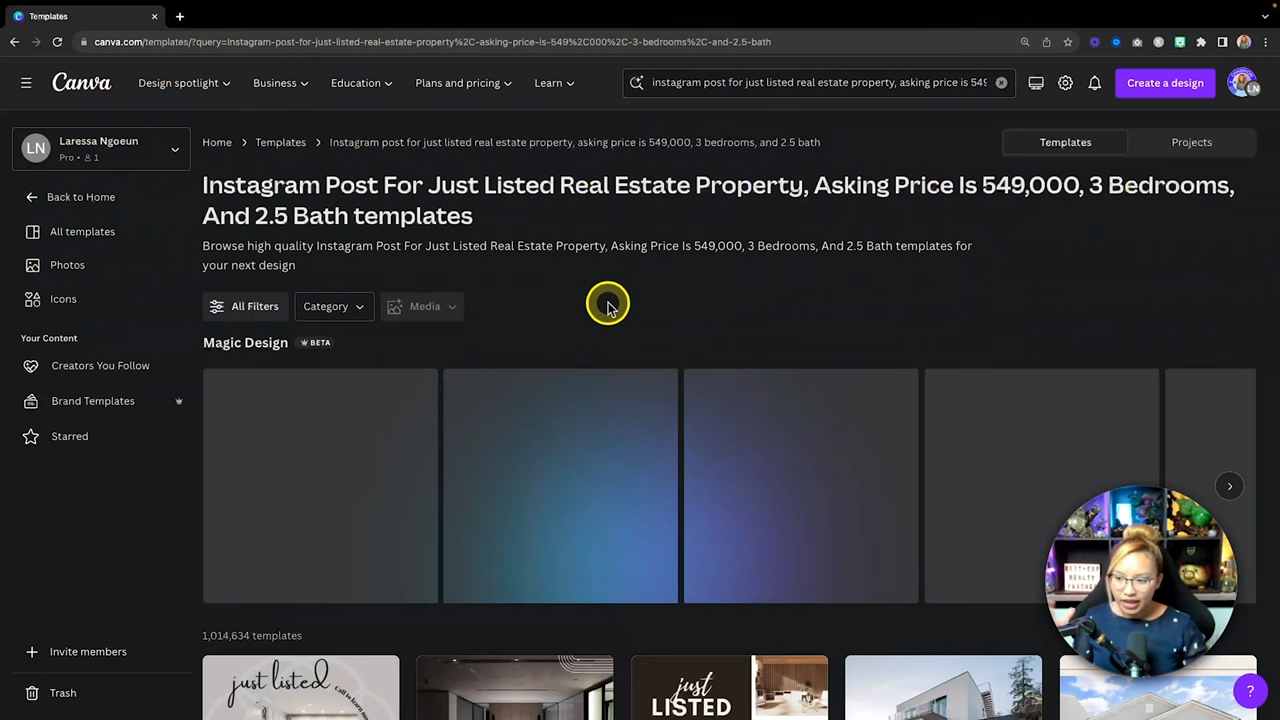 Templates
canva.com/templates/?query=Instagram-post-for-just-listed-real-estate-property%2C-asking-price-is-549%2C000%2C-3-bedrooms%2C-and-2.5-bath
Canva
Design spotlight
Business
Education
Plans and pricing
Learn
instagram post for just listed real estate property, asking price is 549
Create a design
LN
LN
Laressa Ngoeun
Pro • 1
Home
Templates
Instagram post for just listed real estate property, asking price is 549,000, 3 bedrooms, and 2.5 bath
Templates
Projects
Instagram Post For Just Listed Real Estate Property, Asking Price Is 549,000, 3 Bedrooms,
And 2.5 Bath templates
Browse high quality Instagram Post For Just Listed Real Estate Property, Asking Price Is 549,000, 3 Bedrooms, And 2.5 Bath templates for
your next design
Back to Home
All templates
Photos
Icons
Your Content
Creators You Follow
Brand Templates
Starred
All Filters
Category
Media
Magic Design
BETA
1,014,634 templates
just listed
just
LISTED
BEST+EXP
REALTY
PARTNER
Invite members
Trash
?